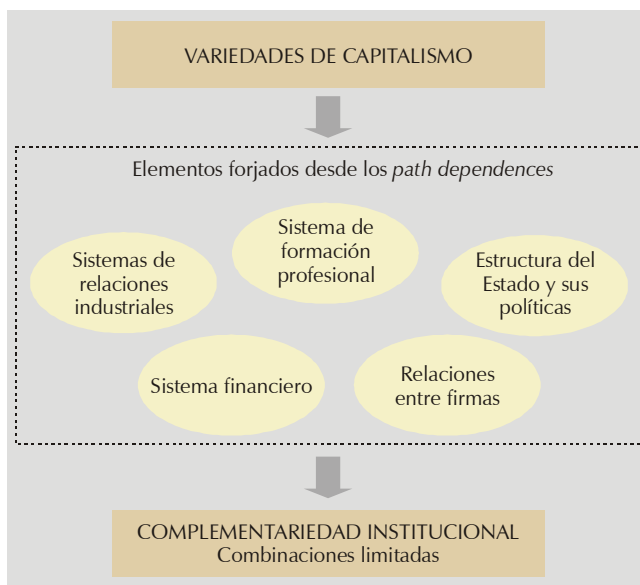 VARIEDADES DE CAPITALISMO
Elementos forjados desde los path dependences
Sistemas de
relaciones
industriales
Sistema de
formación
profesional
Estructura del
Estado y sus
políticas
Sistema financiero
Relaciones
entre firmas
COMPLEMENTARIEDAD INSTITUCIONAL
Combinaciones limitadas